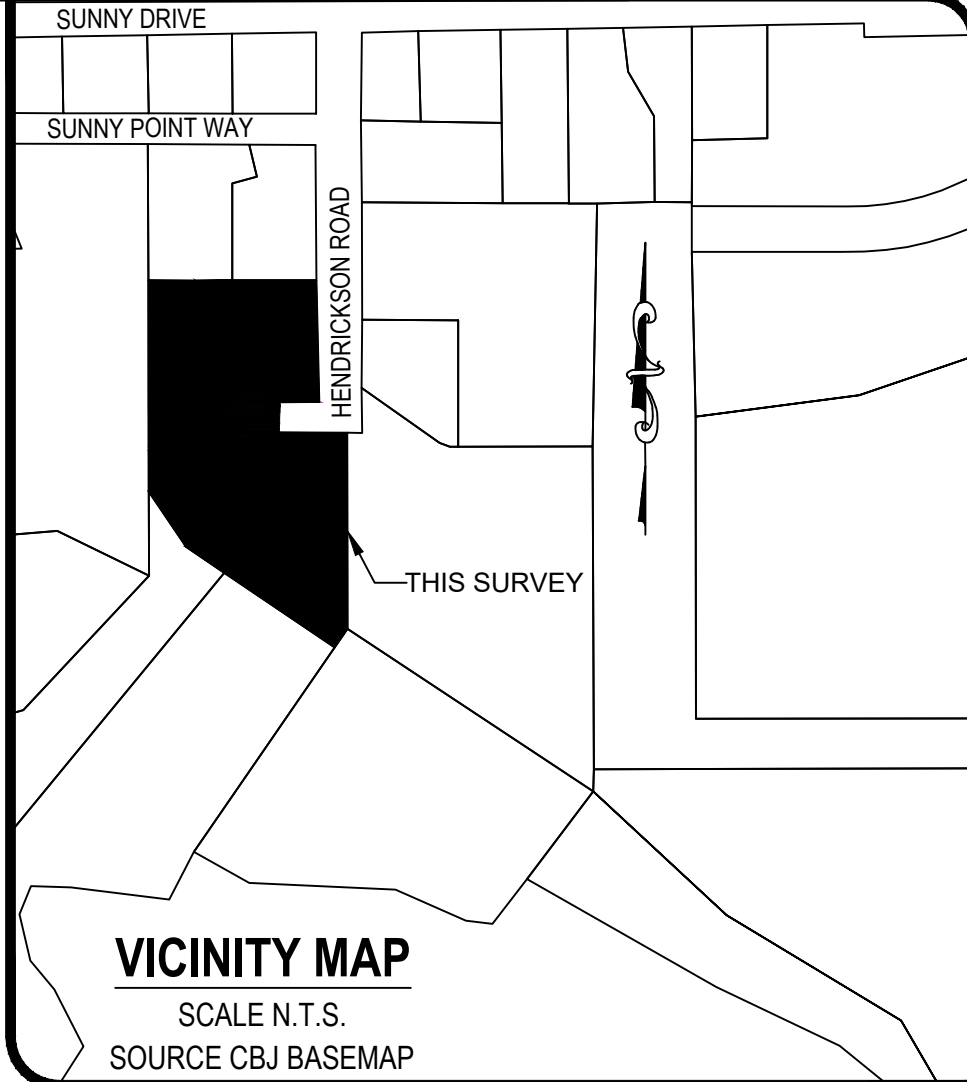 SUNNY DRIVE
SUNNY POINT WAY
HENDRICKSON ROAD
THIS SURVEY
VICINITY MAP
SCALE N.T.S.
SOURCE CBJ BASEMAP